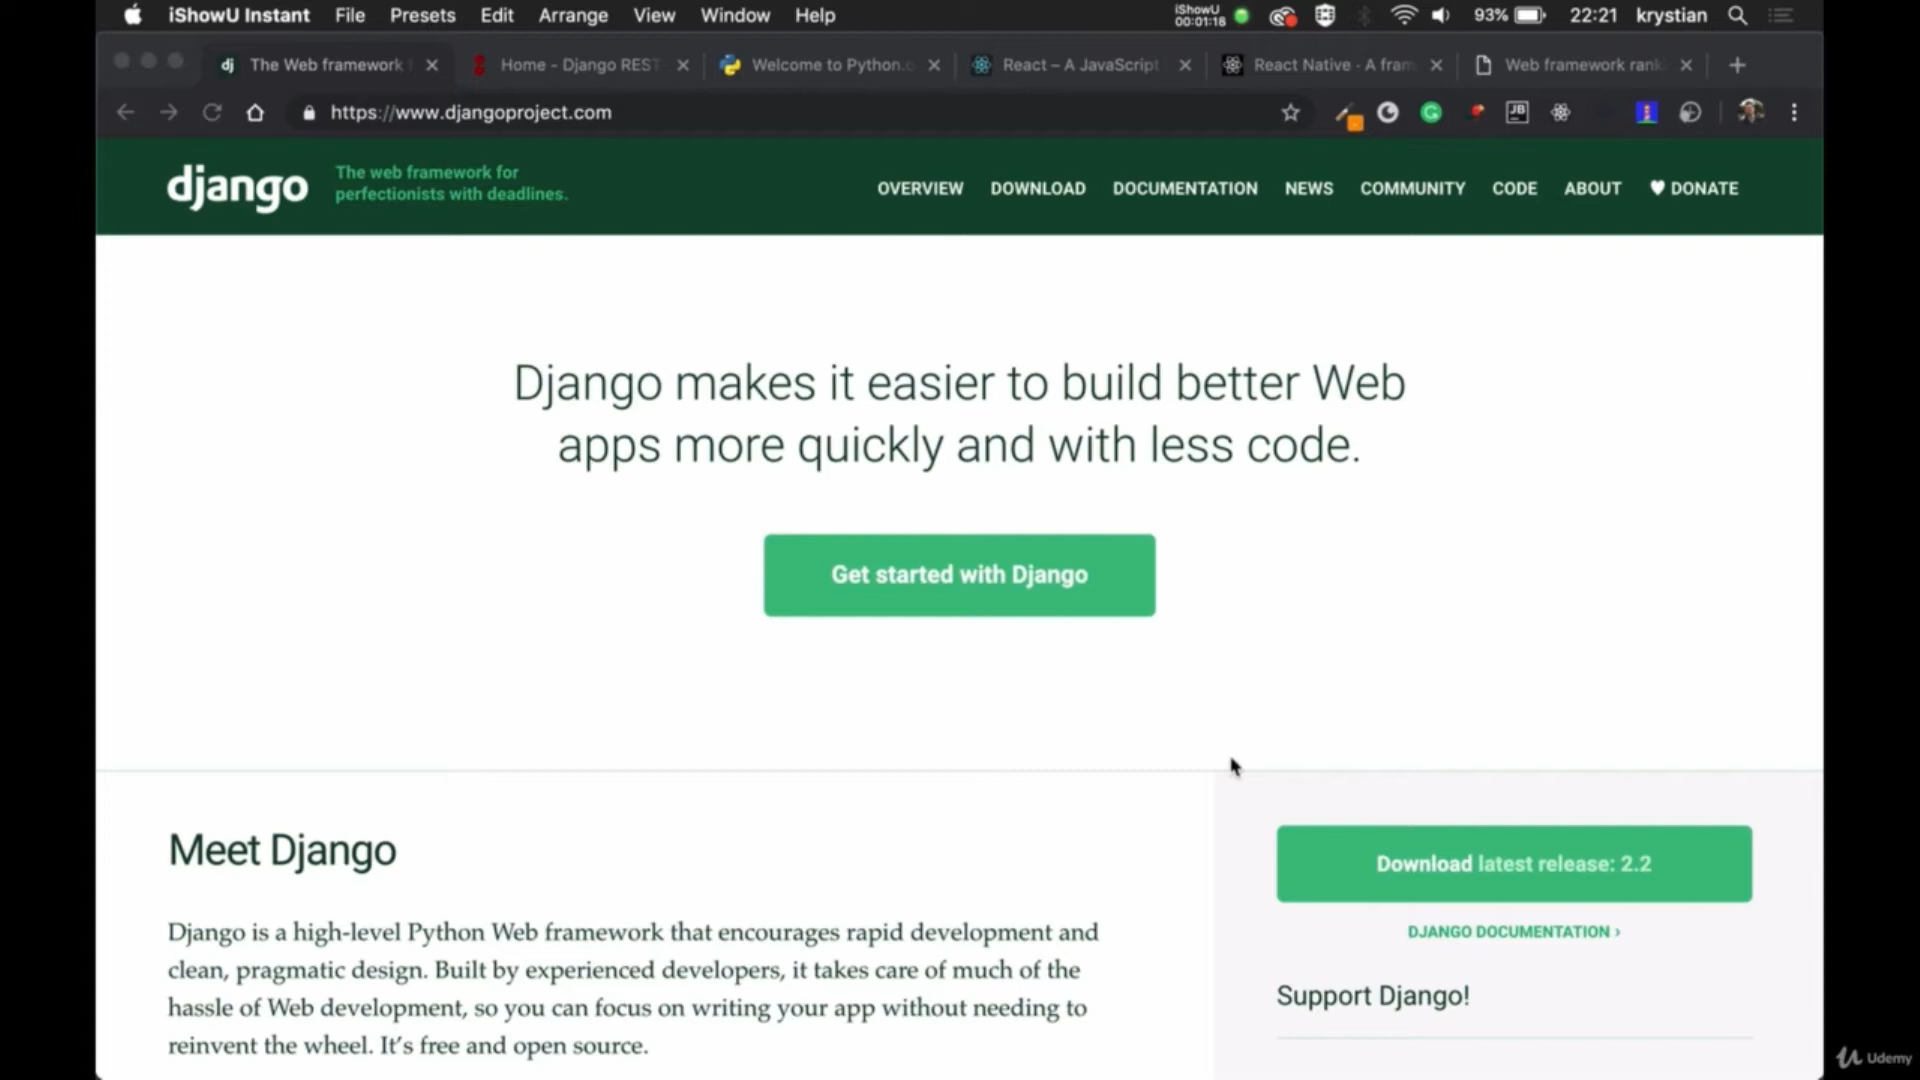 iShowU Instant File Presets Edit Arrange View Window Help iShowU 00:01:18 93% 22:21 krystian
dj The Web framework Home - Django REST Welcome to Python. React – A JavaScript React Native · A fram Web framework rank
https://www.djangoproject.com JB
django The web framework for
perfectionists with deadlines.
OVERVIEW DOWNLOAD DOCUMENTATION NEWS COMMUNITY CODE ABOUT ♥ DONATE
Django makes it easier to build better Web
apps more quickly and with less code.
Get started with Django
Meet Django
Django is a high-level Python Web framework that encourages rapid development and
clean, pragmatic design. Built by experienced developers, it takes care of much of the
hassle of Web development, so you can focus on writing your app without needing to
reinvent the wheel. It's free and open source.
Download latest release: 2.2
DJANGO DOCUMENTATION ›
Support Django!
Udemy